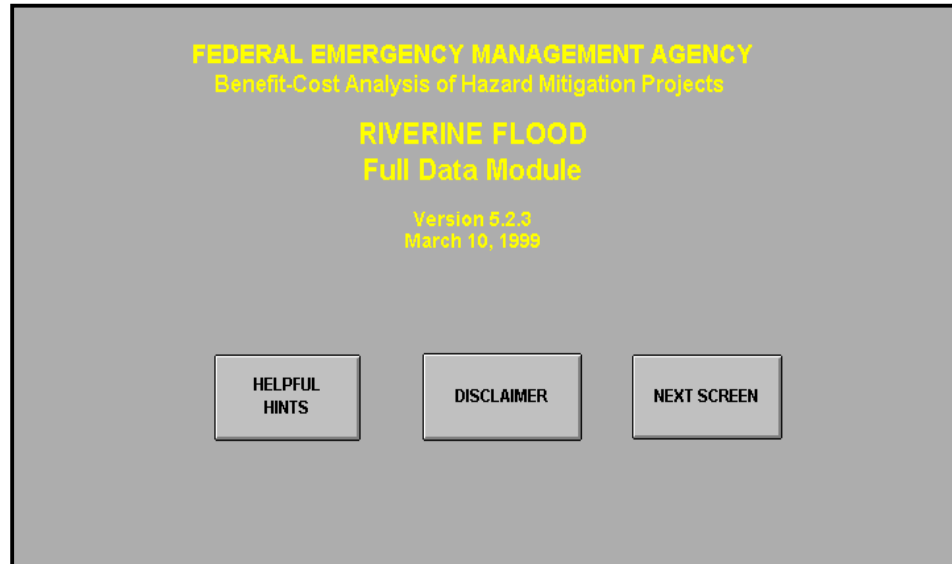 FEDERAL EMERGENCY MANAGEMENT AGENCY
Benefit-Cost Analysis of Hazard Mitigation Projects
RIVERINE FLOOD
Full Data Module
Version 5.2.3
March 10, 1999
HELPFUL
HINTS
DISCLAIMER
NEXT SCREEN